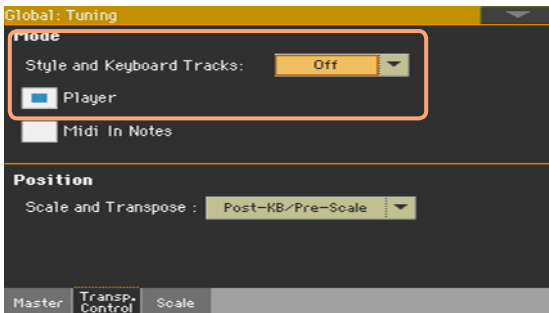 Global: Tuning
Mode
Style and Keyboard Tracks: Off
Player
Midi In Notes
Position
Scale and Transpose : Post-KB/Pre-Scale
Master
Transp. Control
Scale